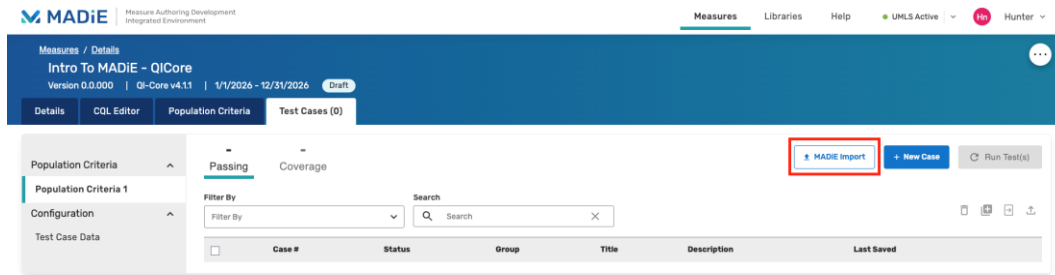 MADiE
Measure Authoring Development
Integrated Environment
Measures Libraries Help UMLS Active Hn Hunter
Measures / Details
Intro To MADiE - QICore
Version 0.0.000 | QI-Core v4.1.1 | 1/1/2026 - 12/31/2026 Draft
Details CQL Editor Population Criteria Test Cases (0)
Population Criteria
Population Criteria 1
Configuration
Test Case Data
- -
Passing Coverage
MADiE Import + New Case Run Test(s)
Filter By Search
Filter By Search
Case # Status Group Title Description Last Saved